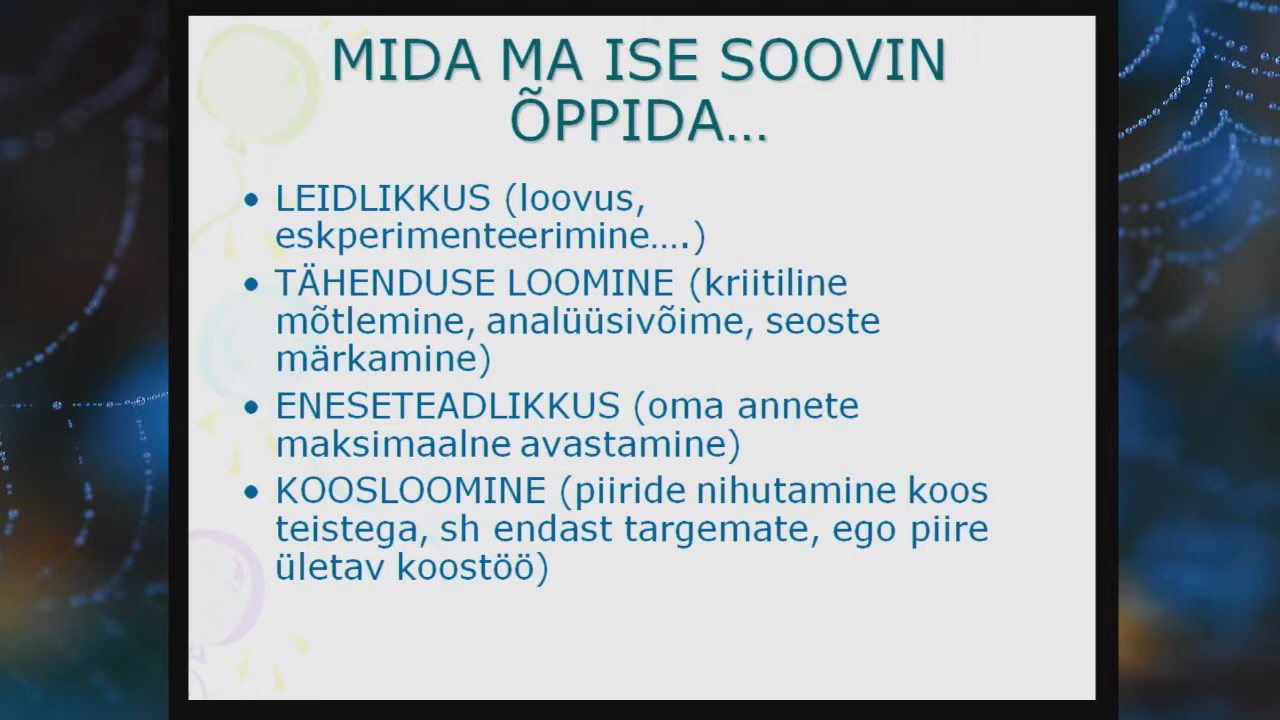 MIDA MA ISE SOOVIN
ÕPPIDA...
• LEIDLIKKUS (loovus,
eskperimenteerimine....)
• TÄHENDUSE LOOMINE (kriitiline
mõtlemine, analüüsivõime, seoste
märkamine)
• ENESETEADLIKKUS (oma annete
maksimaalne avastamine)
• KOOSLOOMINE (piiride nihutamine koos
teistega, sh endast targemate, ego piire
ületav koostöö)